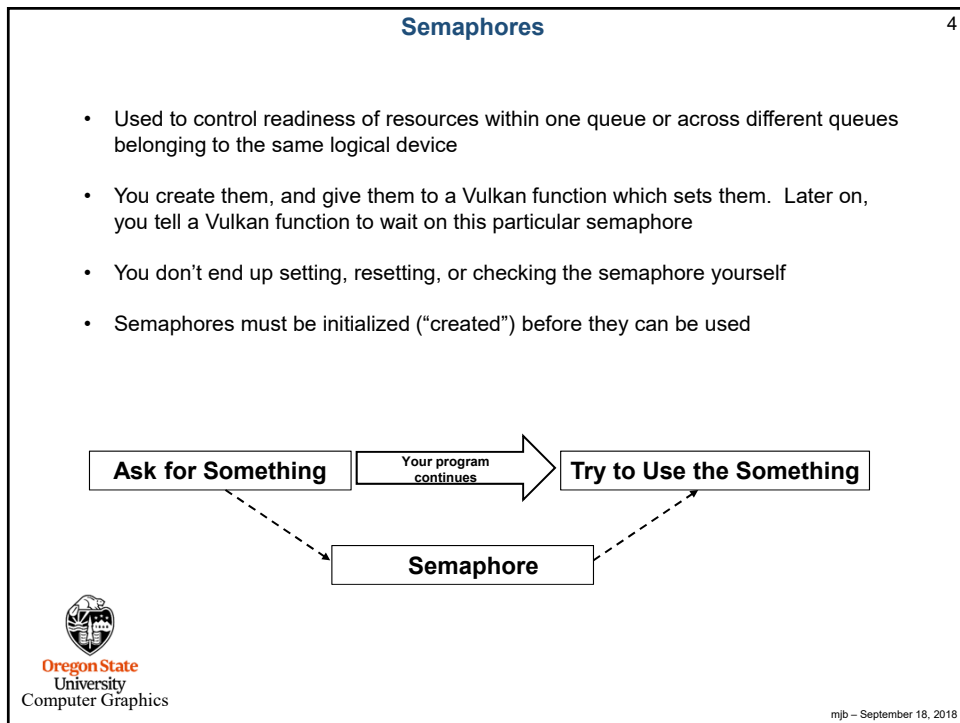 Semaphores
4
• Used to control readiness of resources within one queue or across different queues
belonging to the same logical device
• You create them, and give them to a Vulkan function which sets them.  Later on,
you tell a Vulkan function to wait on this particular semaphore
• You don’t end up setting, resetting, or checking the semaphore yourself
• Semaphores must be initialized (“created”) before they can be used
Ask for Something
Your program
continues
Try to Use the Something
Semaphore
Oregon State
University
Computer Graphics
mjb – September 18, 2018